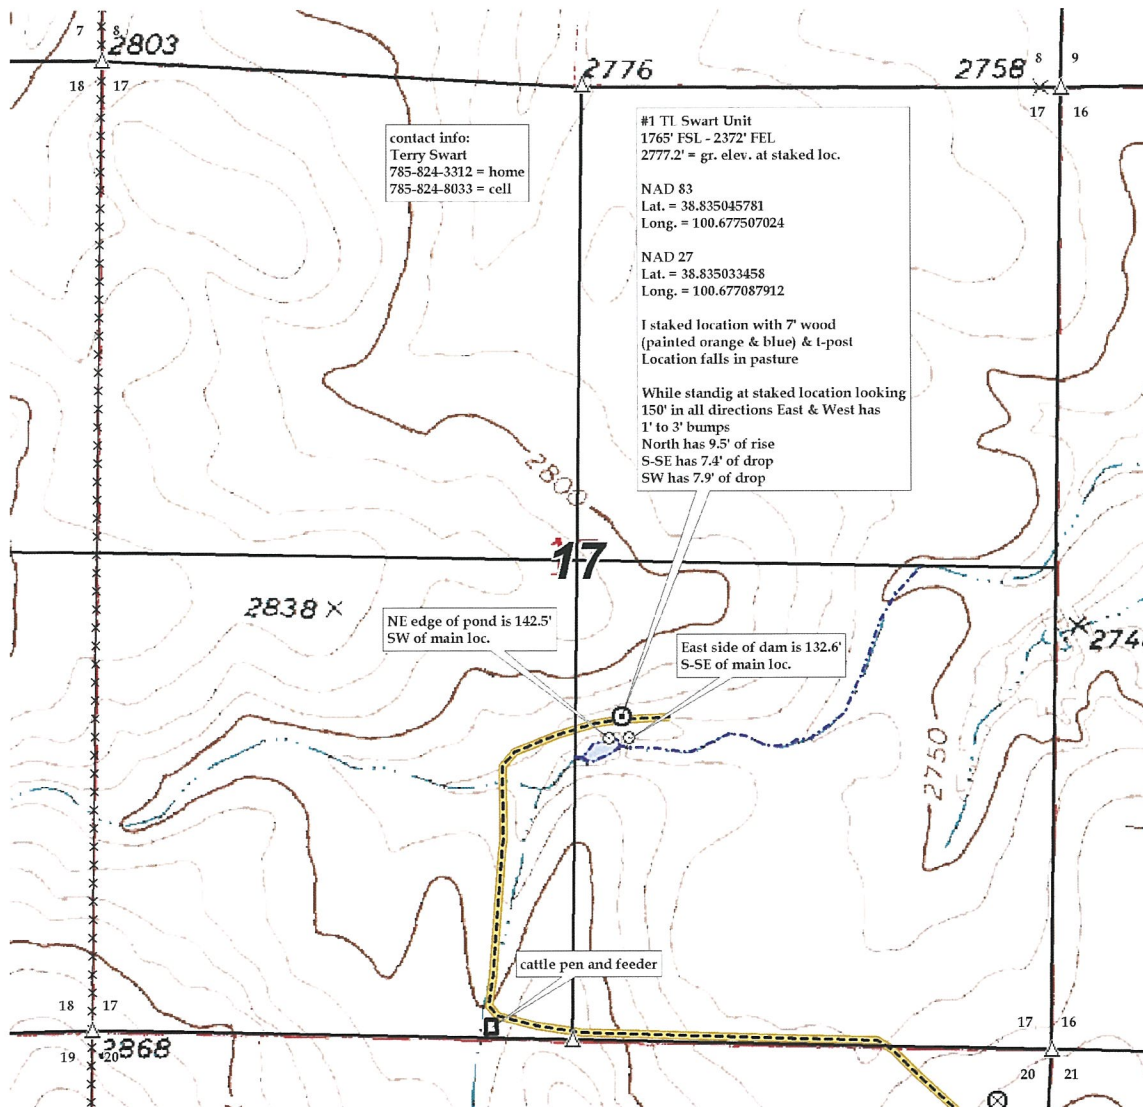 7 8
2803
18 17
2776
2758
8 9
17 16
contact info:
Terry Swart
785-824-3312 = home
785-824-8033 = cell
#1 TL Swart Unit
1765' FSL - 2372' FEL
2777.2' = gr. elev. at staked loc.
NAD 83
Lat. = 38.835045781
Long. = 100.677507024
NAD 27
Lat. = 38.835033458
Long. = 100.677087912
I staked location with 7' wood
(painted orange & blue) & t-post
Location falls in pasture
While standig at staked location looking
150' in all directions East & West has
1' to 3' bumps
North has 9.5' of rise
S-SE has 7.4' of drop
SW has 7.9' of drop
2800
17
2838
NE edge of pond is 142.5'
SW of main loc.
East side of dam is 132.6'
S-SE of main loc.
2750
cattle pen and feeder
18 17
2868
19 20
17 16
20 21